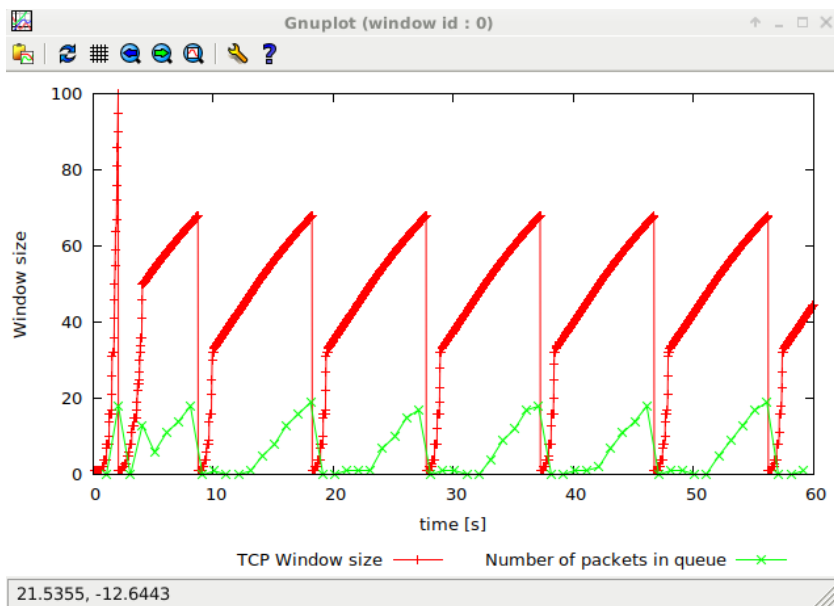 Gnuplot (window id : 0)
100
80
60
40
20
0
Window size
0 10 20 30 40 50 60
time [s]
TCP Window size Number of packets in queue
21.5355, -12.6443